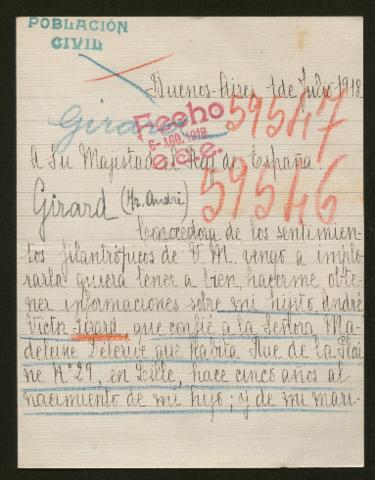 POBLACIÓN
CIVIL
Buenos-Aires 1 de Julio 1918
Girard
Fecho
6-AGO.1918
59547
A Su Majestad el Rey de España.
59546
Girard (Mr. André)
Conocedora de los sentimien-
tos filantrópicos de V. M. vengo a implo-
rarla quiera tener a bien, hacerme obte-
ner informaciones sobre mi hijito André
Victor Girard, que confié a la Señora Ma-
deleine que habita Rue de la Plai-
ne Nº 29, en Lille, hace cinco años al
nacimiento de mi hijo; y de mi mari-